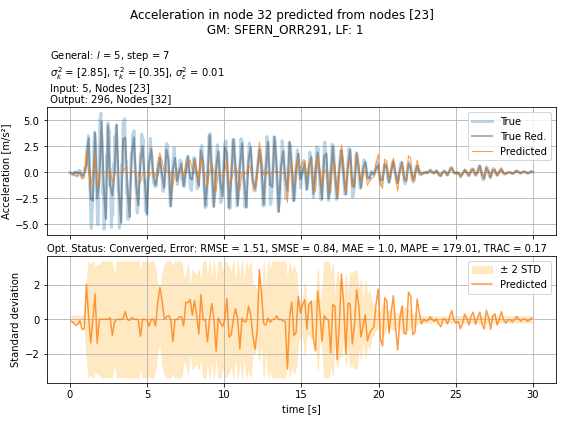 Acceleration in node 32 predicted from nodes [23]
GM: SFERN_ORR291, LF: 1
General: l = 5, step = 7
σ²ₖ = [2.85], τ²ₖ = [0.35], σ²ε = 0.01
Input: 5, Nodes [23]
Output: 296, Nodes [32]
Acceleration [m/s²]
5.0
2.5
0.0
−2.5
−5.0
True
True Red.
Predicted
Opt. Status: Converged, Error: RMSE = 1.51, SMSE = 0.84, MAE = 1.0, MAPE = 179.01, TRAC = 0.17
Standard deviation
2
0
−2
± 2 STD
Predicted
0
5
10
15
20
25
30
time [s]